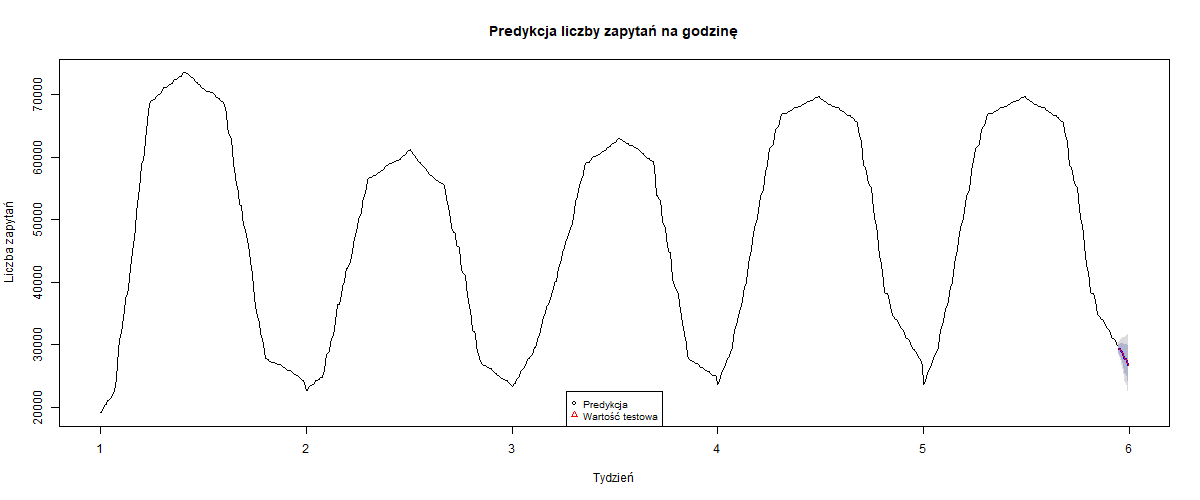 Predykcja liczby zapytań na godzinę
Liczba zapytań
70000
60000
50000
40000
30000
20000
Predykcja
Wartość testowa
1 2 3 4 5 6
Tydzień